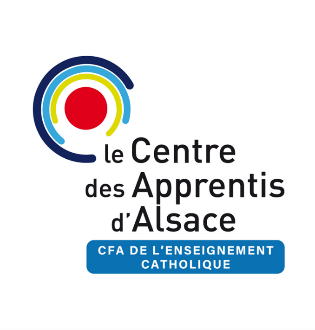 le Centre
des Apprentis
d'Alsace
CFA DE L'ENSEIGNEMENT
CATHOLIQUE